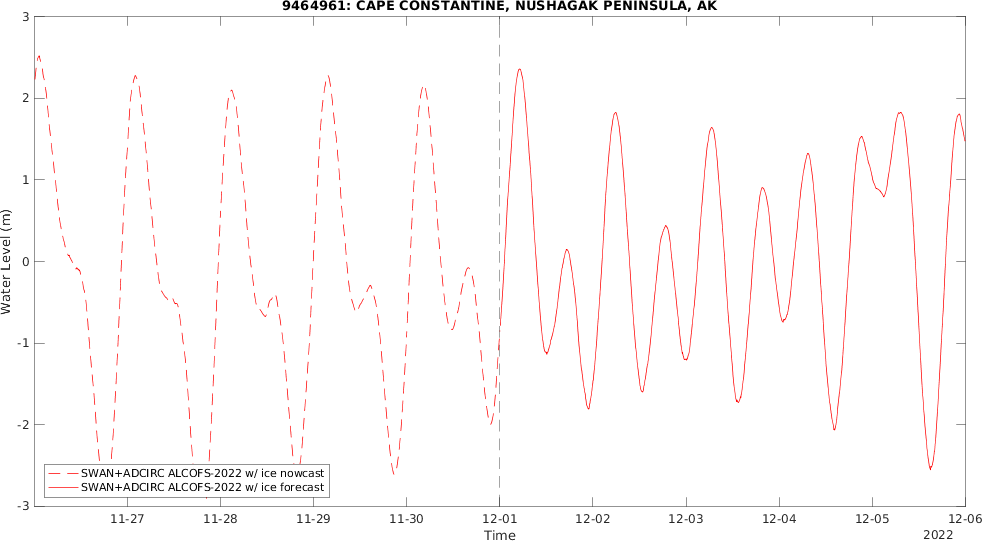 9464961: CAPE CONSTANTINE, NUSHAGAK PENINSULA, AK
3
2
1
0
-1
-2
-3
Water Level (m)
SWAN+ADCIRC ALCOFS-2022 w/ ice nowcast
SWAN+ADCIRC ALCOFS-2022 w/ ice forecast
11-27 11-28 11-29 11-30 12-01 12-02 12-03 12-04 12-05 12-06
Time
2022